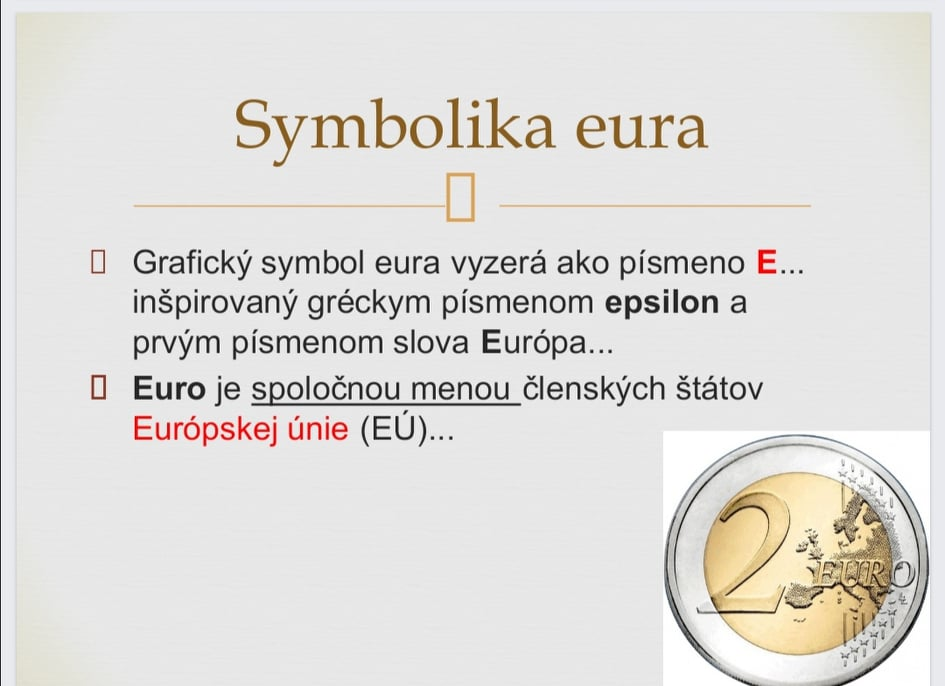 Symbolika eura
Grafický symbol eura vyzerá ako písmeno E...
inšpirovaný gréckym písmenom epsilon a
prvým písmenom slova Európa...
Euro je spoločnou menou členských štátov
Európskej únie (EÚ)...
2
EURO